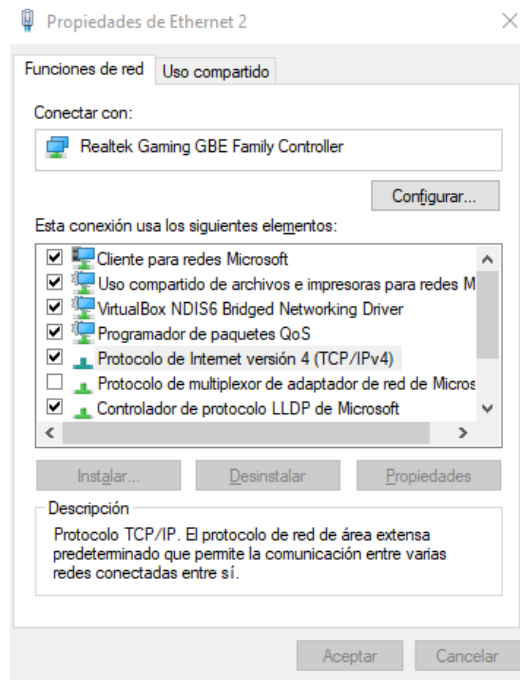 Propiedades de Ethernet 2
Funciones de red
Uso compartido
Conectar con:
Realtek Gaming GBE Family Controller
Configurar...
Esta conexión usa los siguientes elementos:
Cliente para redes Microsoft
Uso compartido de archivos e impresoras para redes M
VirtualBox NDIS6 Bridged Networking Driver
Programador de paquetes QoS
Protocolo de Internet versión 4 (TCP/IPv4)
Protocolo de multiplexor de adaptador de red de Micros
Controlador de protocolo LLDP de Microsoft
Instalar...
Desinstalar
Propiedades
Descripción
Protocolo TCP/IP. El protocolo de red de área extensa
predeterminado que permite la comunicación entre varias
redes conectadas entre sí.
Aceptar
Cancelar